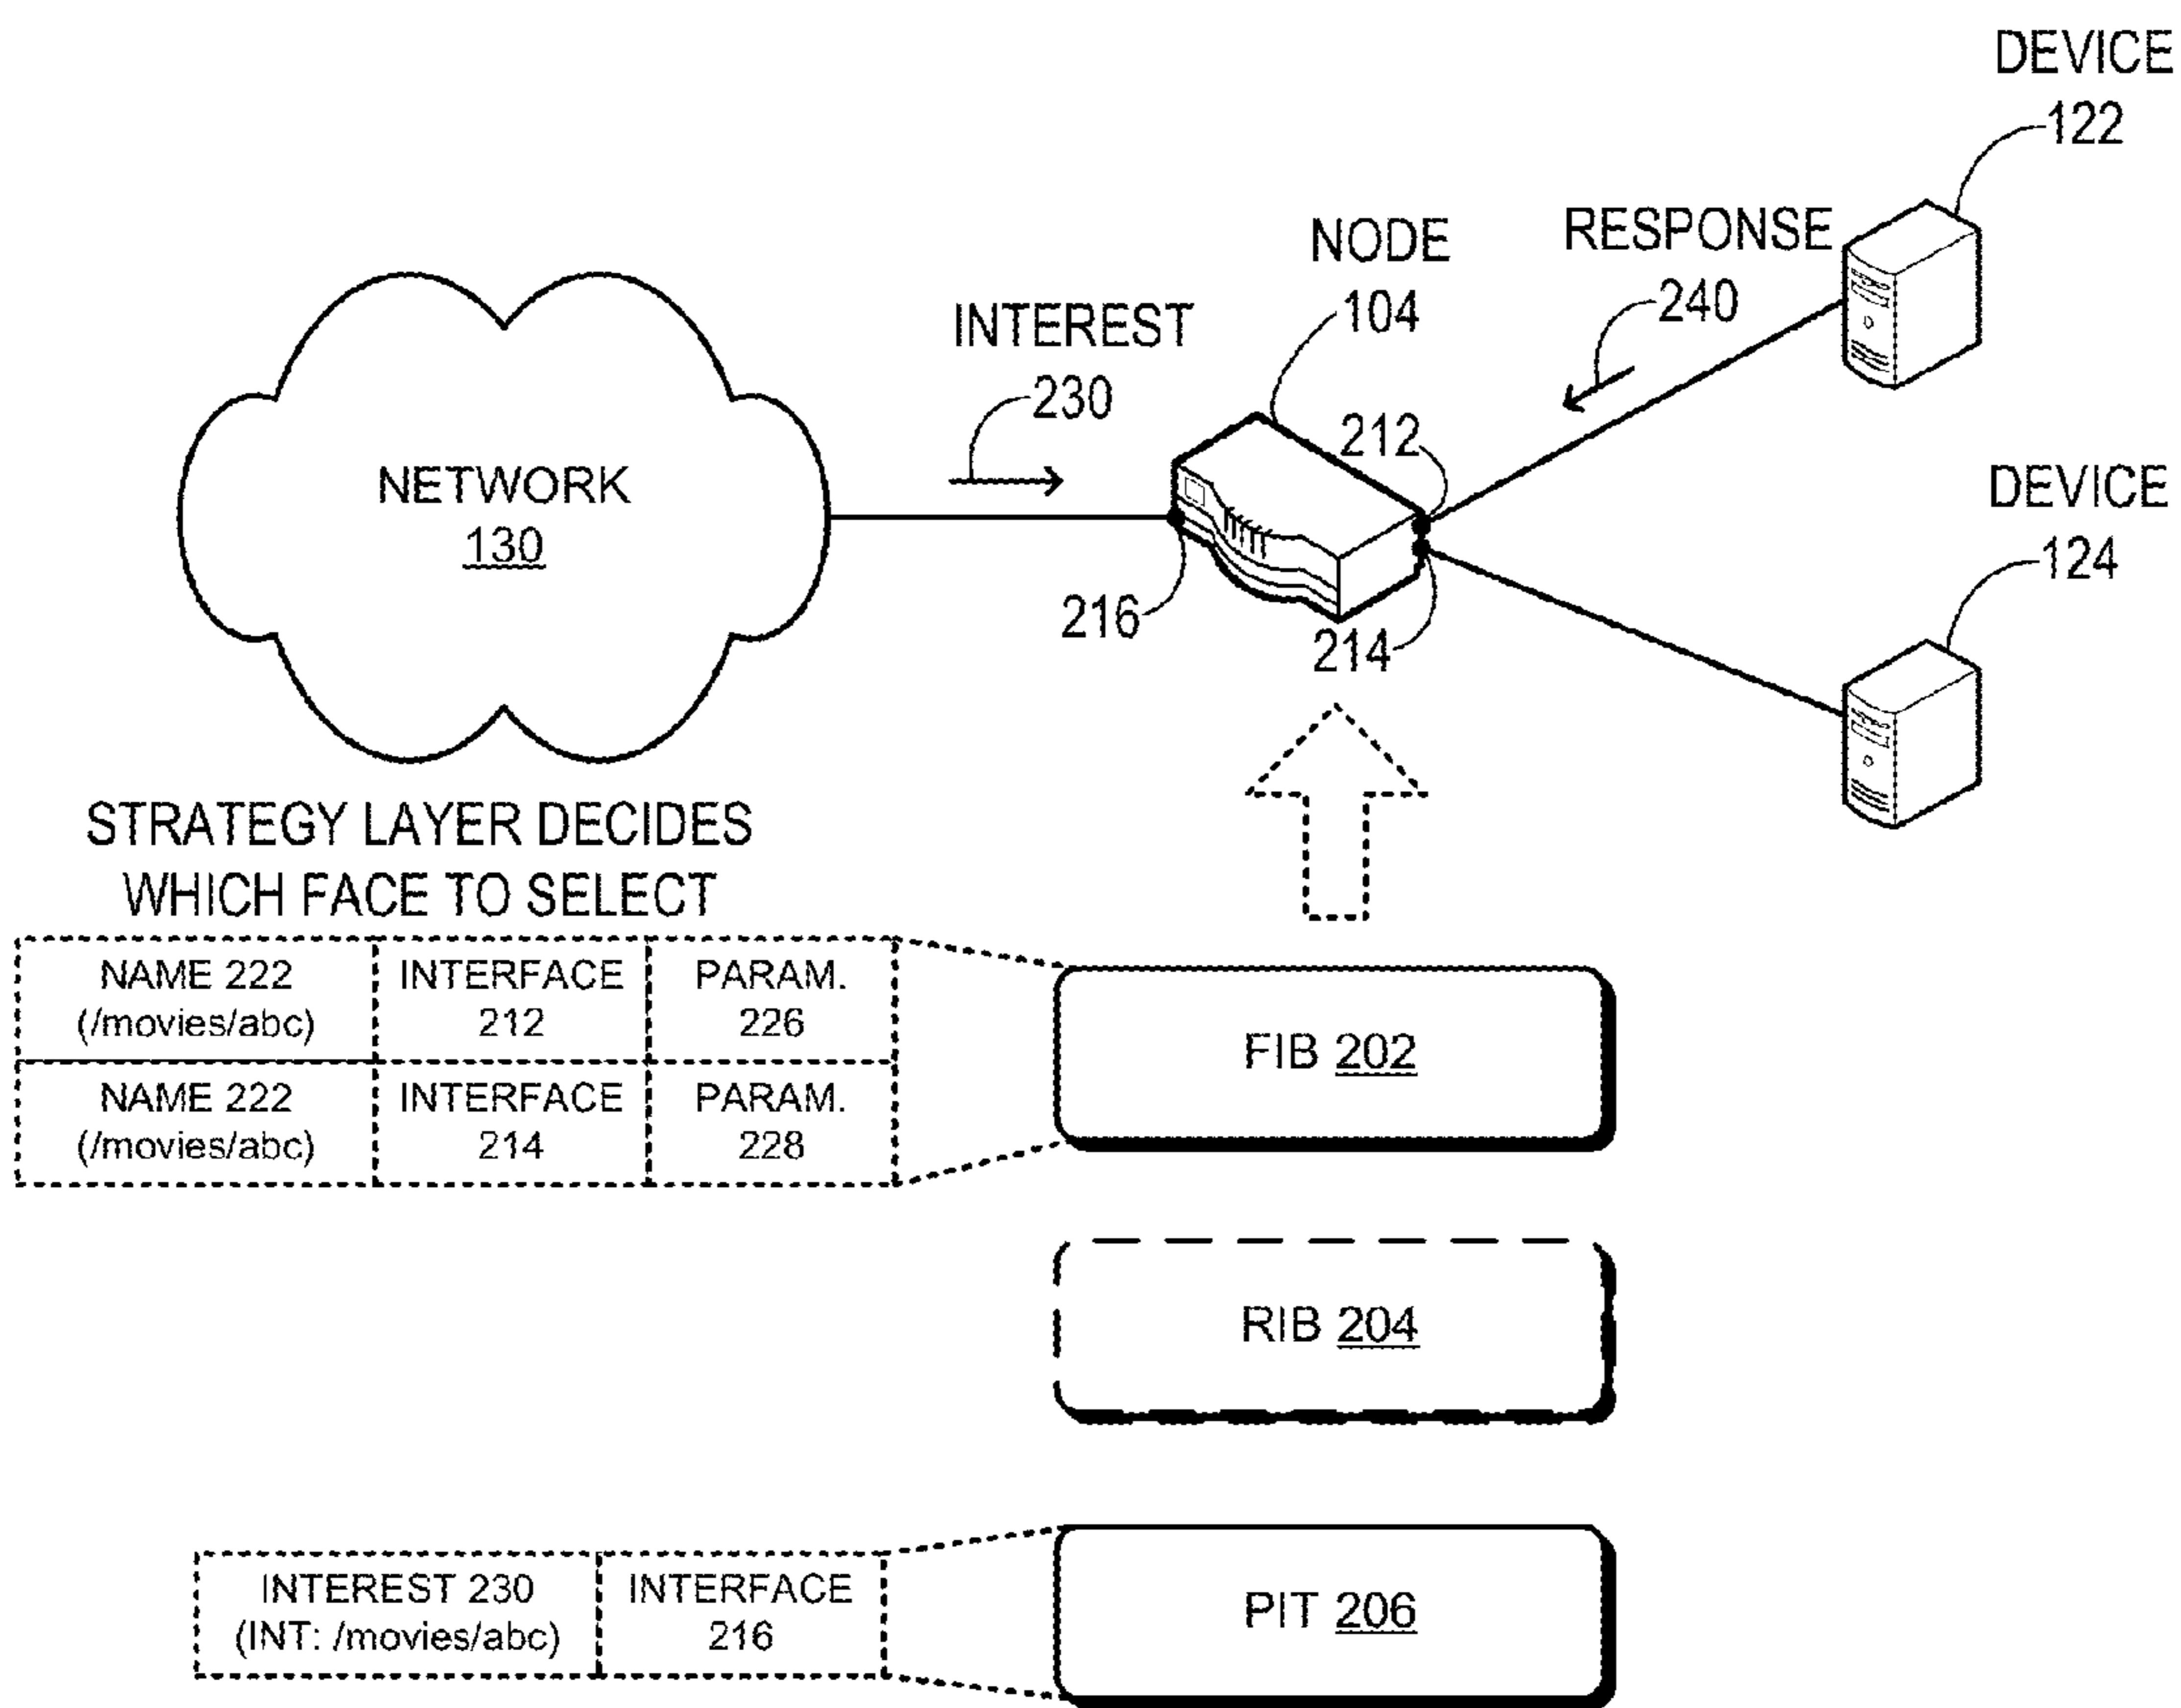 DEVICE
122
NODE
104
RESPONSE
240
INTEREST
230
212
NETWORK
130
DEVICE
124
216
214
STRATEGY LAYER DECIDES
WHICH FACE TO SELECT
NAME 222
(/movies/abc)
INTERFACE
212
PARAM.
226
NAME 222
(/movies/abc)
INTERFACE
214
PARAM.
228
FIB 202
RIB 204
INTEREST 230
(INT: /movies/abc)
INTERFACE
216
PIT 206